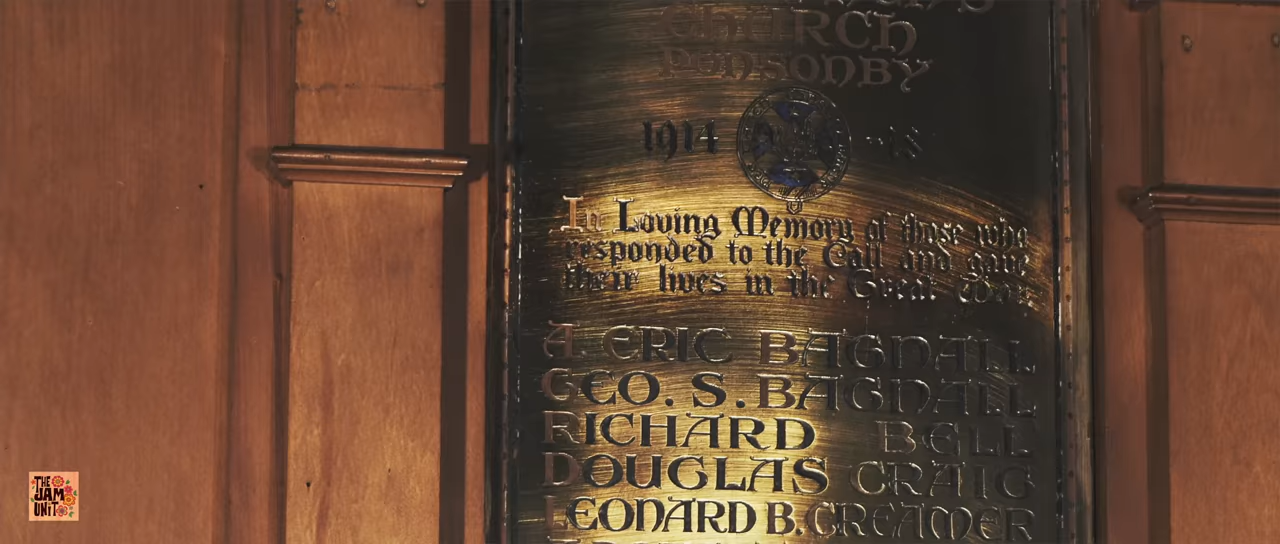 CHURCH
PONSONBY
1914 -18
In Loving Memory of those who
responded to the Call and gave
their lives in the Great War
A. ERIC BAGNALL
GEO. S. BAGNALL
RICHARD BELL
DOUGLAS CRAIG
LEONARD B. CREAMER
THE
JAM
UNIT